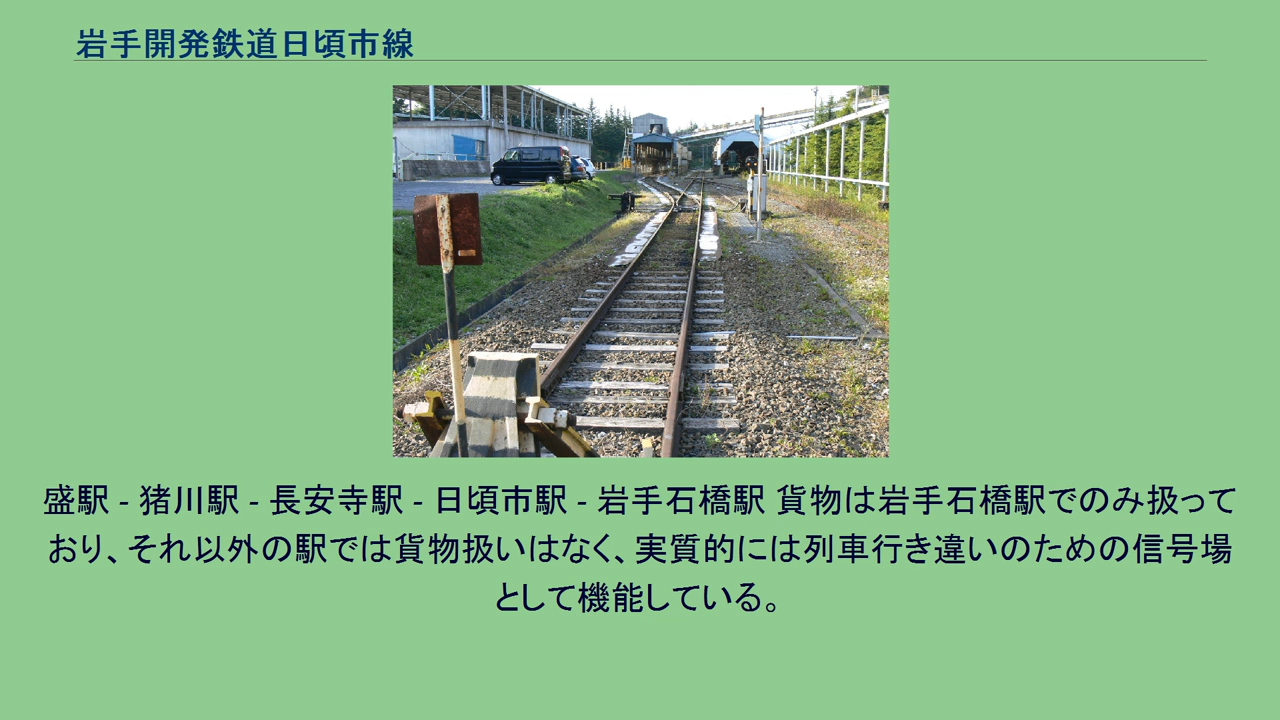 岩手開発鉄道日頃市線
盛駅 - 猪川駅 - 長安寺駅 - 日頃市駅 - 岩手石橋駅 貨物は岩手石橋駅でのみ扱って
おり、それ以外の駅では貨物扱いはなく、実質的には列車行き違いのための信号場
として機能している。